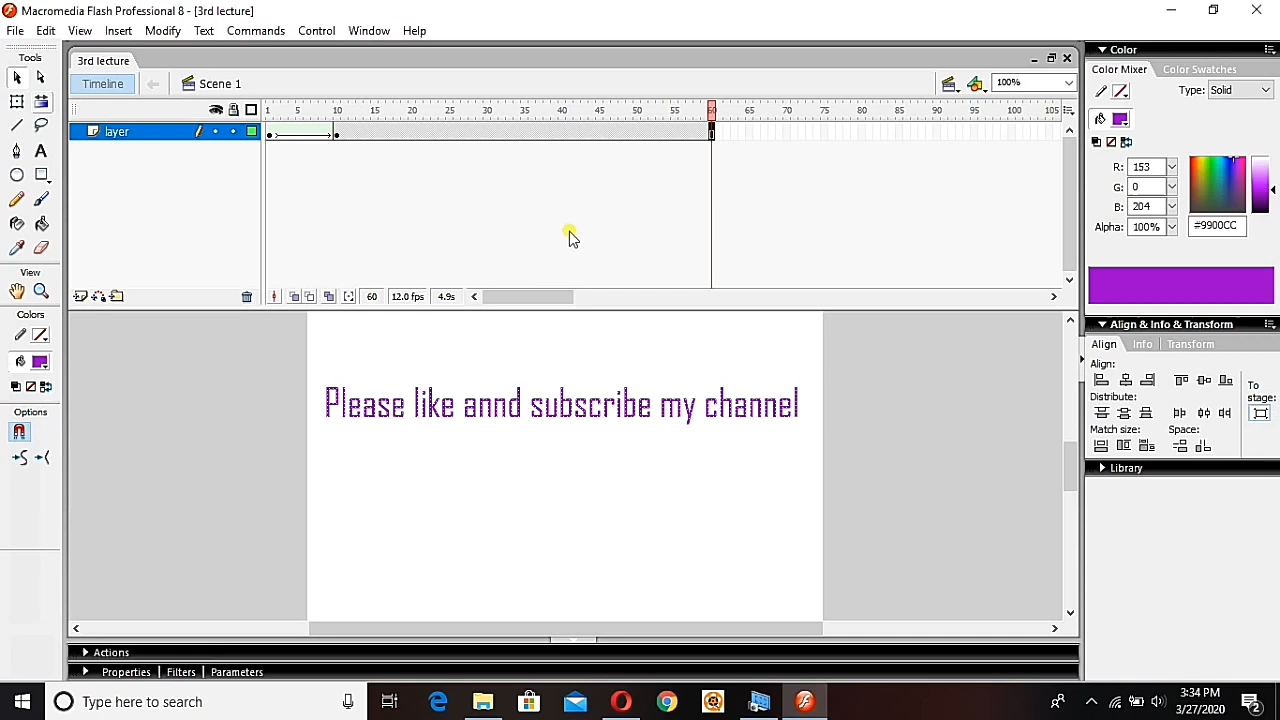 Macromedia Flash Professional 8 - [3rd lecture]
File Edit View Insert Modify Text Commands Control Window Help
Tools
3rd lecture
Timeline Scene 1 100%
1 5 10 15 20 25 30 35 40 45 50 55 60 65 70 75 80 85 90 95 100 105
layer
60 12.0 fps 4.9s
View
Colors
Options
Please like annd subscribe my channel
Color
Color Mixer Color Swatches
Type: Solid
R: 153
G: 0
B: 204
Alpha: 100% #9900CC
Align & Info & Transform
Align Info Transform
Align:
To stage:
Distribute:
Match size: Space:
Library
Actions
Properties Filters Parameters
Type here to search
3:34 PM
3/27/2020
2